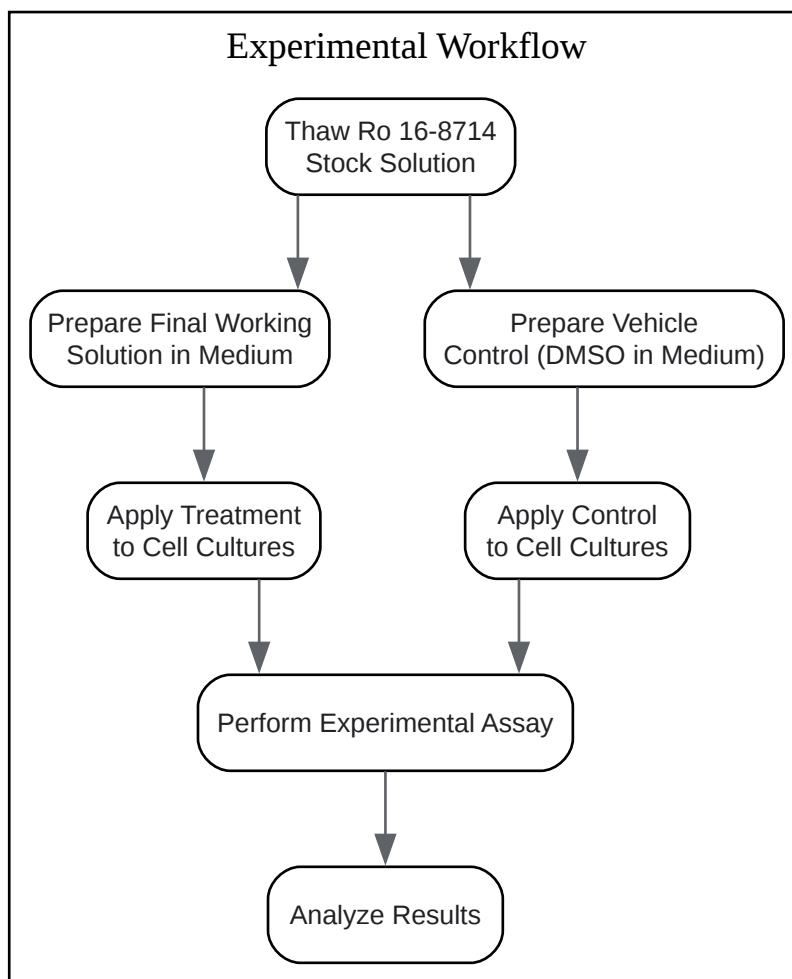 Experimental Workflow
Thaw Ro 16-8714
Stock Solution
Prepare Final Working
Solution in Medium
Prepare Vehicle
Control (DMSO in Medium)
Apply Treatment
to Cell Cultures
Apply Control
to Cell Cultures
Perform Experimental Assay
Analyze Results